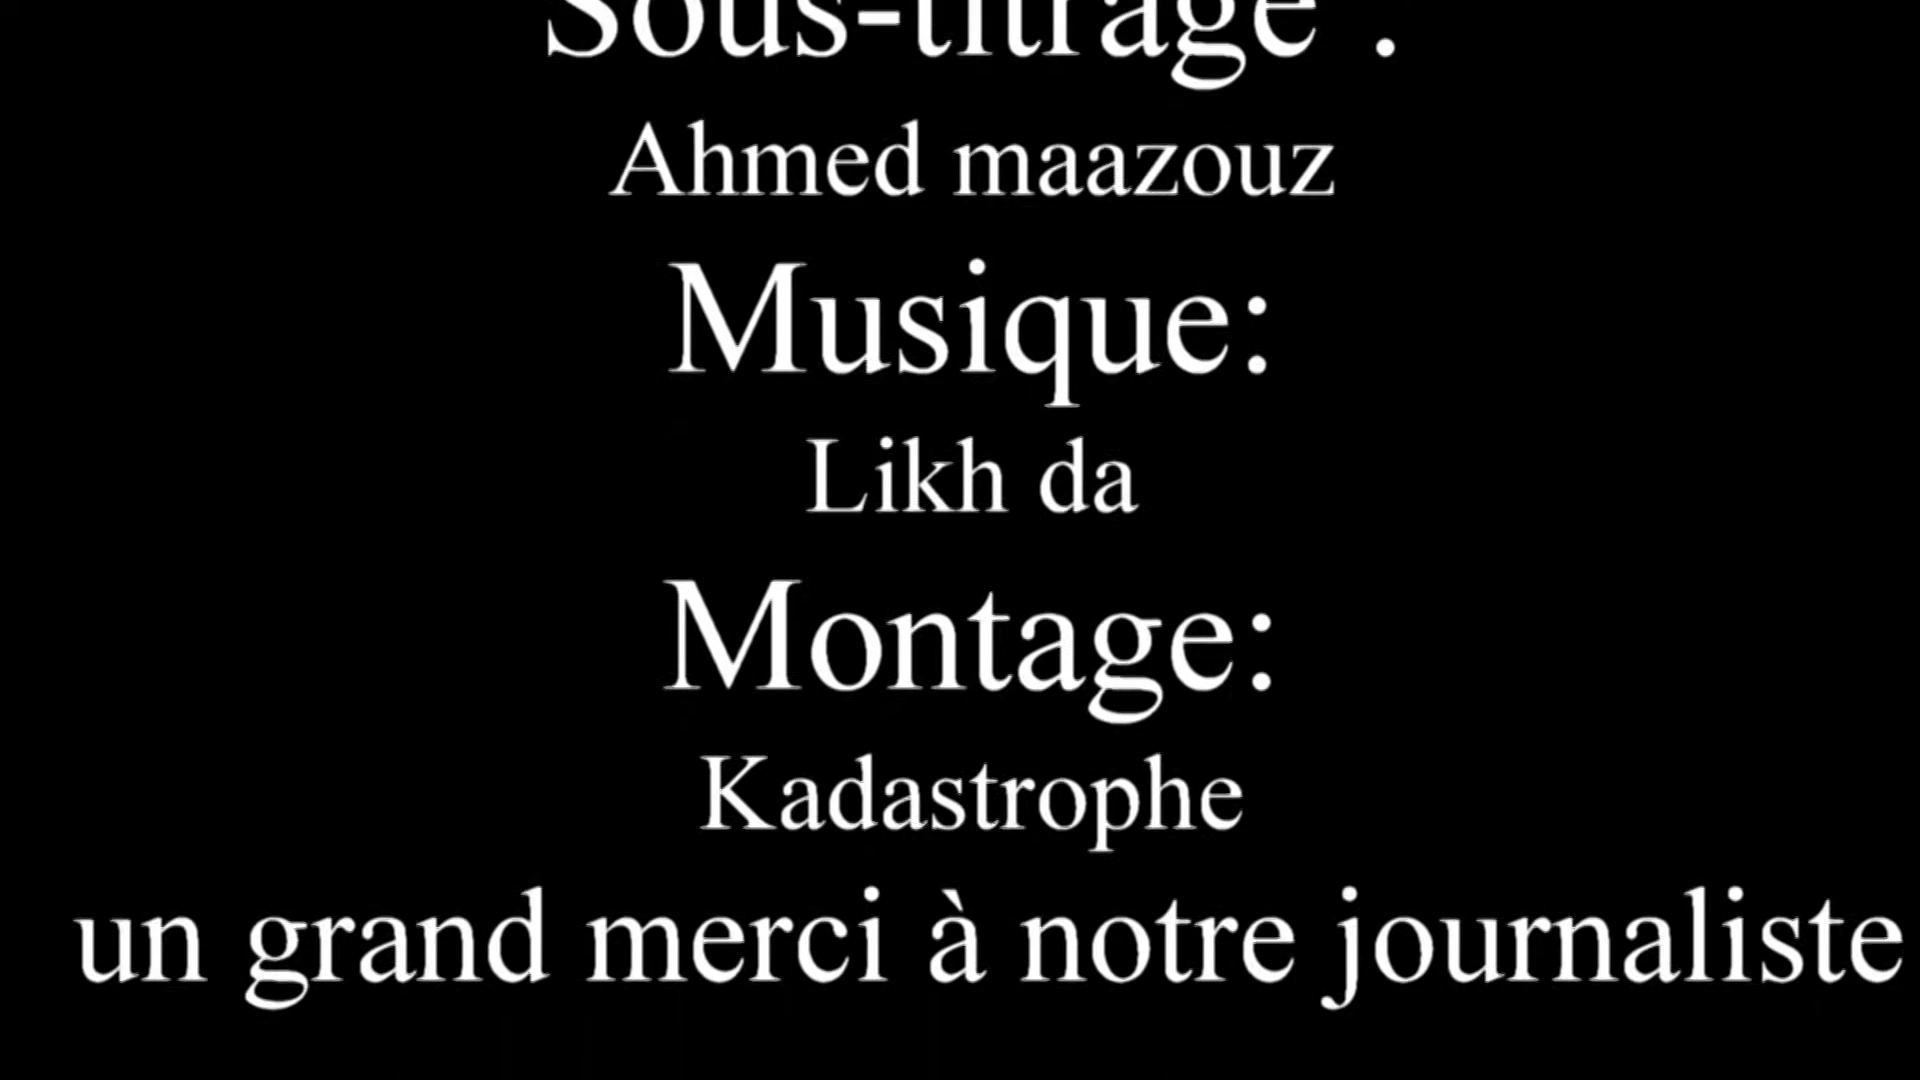 Sous-titrage :
Ahmed maazouz
Musique:
Likh da
Montage:
Kadastrophe
un grand merci à notre journaliste